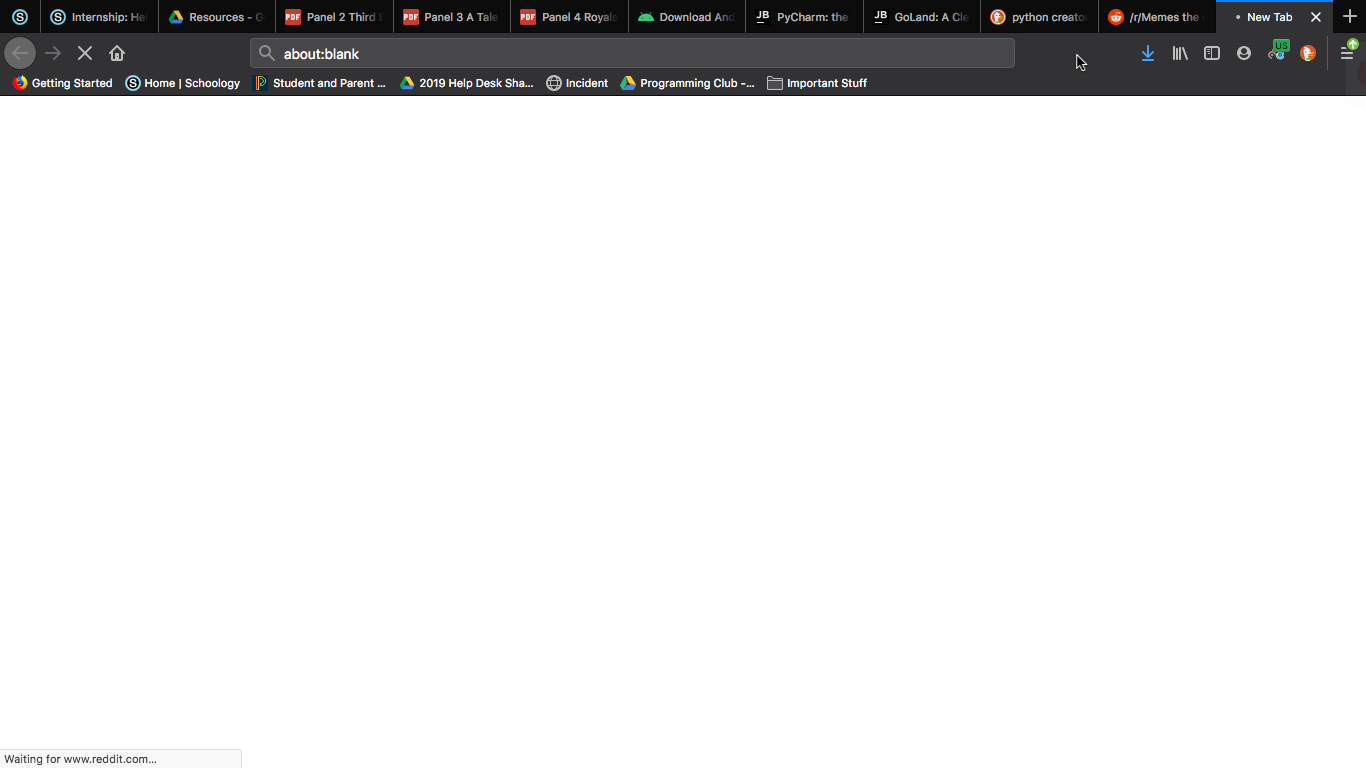 Internship: Hel
Resources - G
PDF Panel 2 Third
PDF Panel 3 A Tale
PDF Panel 4 Royals
Download And
JB PyCharm: the
JB GoLand: A Cle
python creato
/r/Memes the
New Tab
about:blank
US
Getting Started
S Home | Schoology
Student and Parent ...
2019 Help Desk Sha...
Incident
Programming Club -...
Important Stuff
Waiting for www.reddit.com...